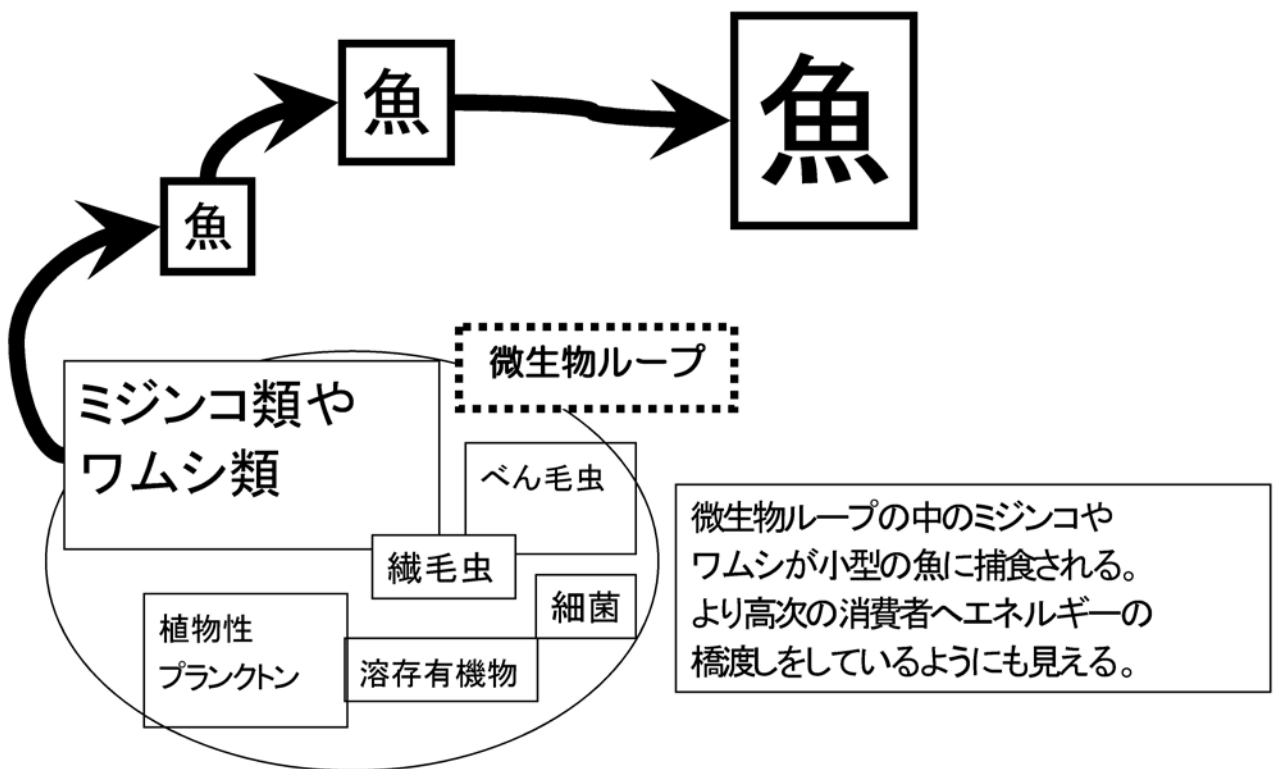 魚
魚
魚
微生物ループ
ミジンコ類や
ワムシ類
べん毛虫
繊毛虫
細菌
植物性
プランクトン
溶存有機物
微生物ループの中のミジンコや
ワムシが小型の魚に捕食される。
より高次の消費者へエネルギーの
橋渡しをしているようにも見える。